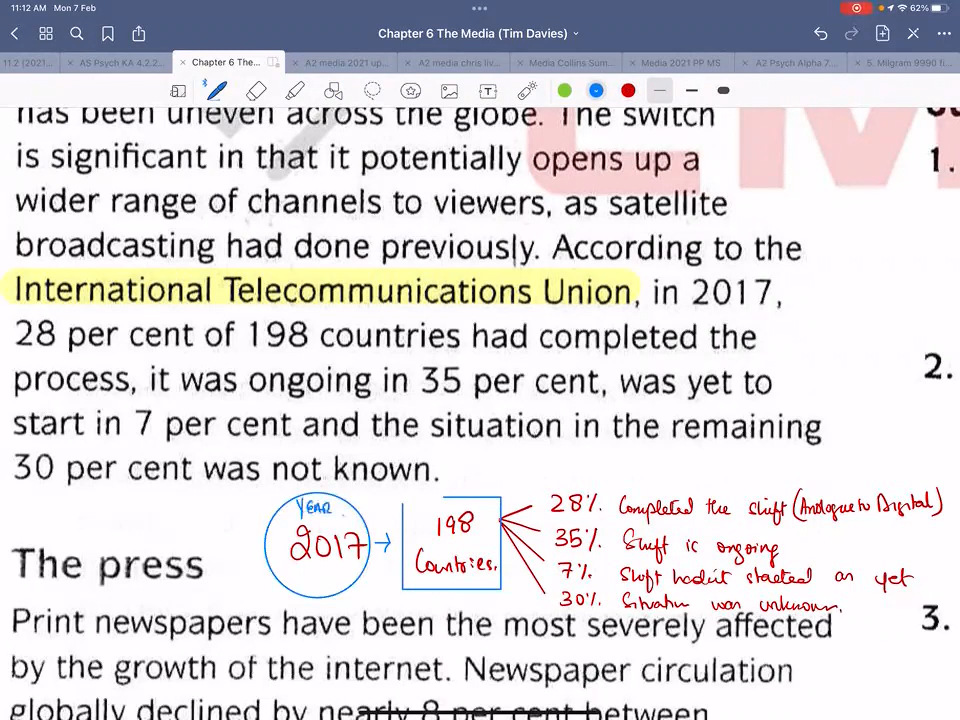 11:12 AM Mon 7 Feb
62%
Chapter 6 The Media (Tim Davies)
11.2 (2021...
AS Psych KA 4.2.2...
Chapter 6 The...
A2 media 2021 up...
A2 media chris liv...
Media Collins Sum...
Media 2021 PP MS
A2 Psych Alpha 7...
5. Milgram 9990 fi...
has been uneven across the globe. The switch
is significant in that it potentially opens up a
wider range of channels to viewers, as satellite
broadcasting had done previously. According to the
International Telecommunications Union, in 2017,
28 per cent of 198 countries had completed the
process, it was ongoing in 35 per cent, was yet to
start in 7 per cent and the situation in the remaining
30 per cent was not known.
1.
2.
3.
YEAR
2017
198
Countries.
28% Completed the shift (Analogue to Digital)
35% Shift is ongoing
7% Shift hadn't started as yet
30% Situation was unknown.
The press
Print newspapers have been the most severely affected
by the growth of the internet. Newspaper circulation
globally declined by nearly 8 per cent between